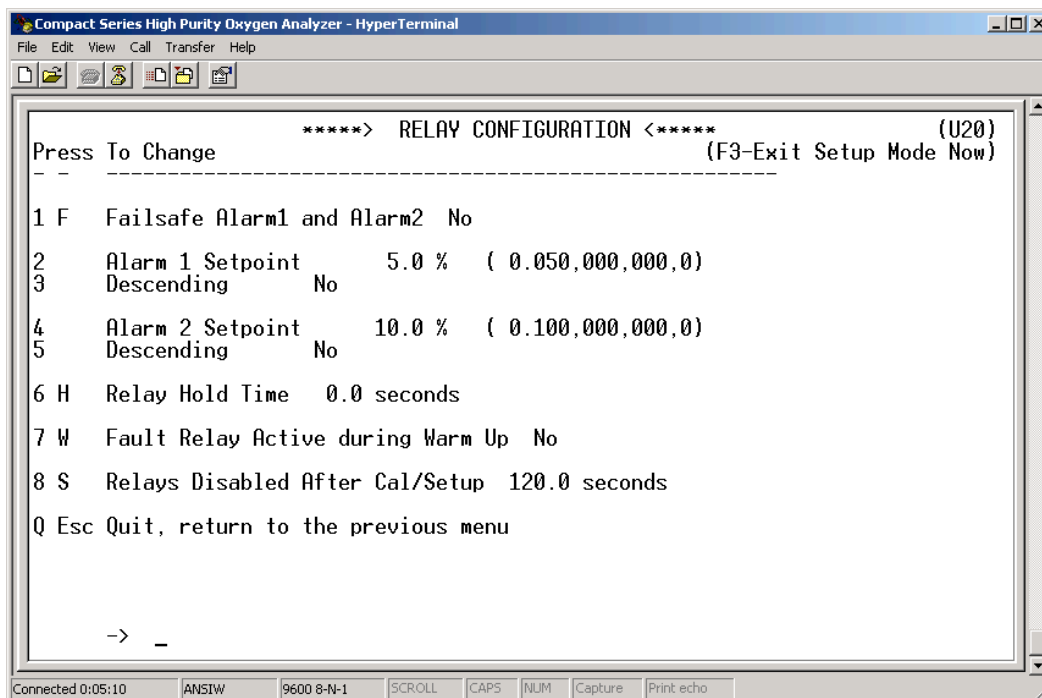 Compact Series High Purity Oxygen Analyzer - HyperTerminal
File Edit View Call Transfer Help
*****> RELAY CONFIGURATION <***** (U20)
Press To Change (F3-Exit Setup Mode Now)
- - -------------------------------------------------------
1 F Failsafe Alarm1 and Alarm2 No
2 Alarm 1 Setpoint 5.0 % ( 0.050,000,000,0)
3 Descending No
4 Alarm 2 Setpoint 10.0 % ( 0.100,000,000,0)
5 Descending No
6 H Relay Hold Time 0.0 seconds
7 W Fault Relay Active during Warm Up No
8 S Relays Disabled After Cal/Setup 120.0 seconds
Q Esc Quit, return to the previous menu
-> _
Connected 0:05:10 ANSIW 9600 8-N-1 SCROLL CAPS NUM Capture Print echo